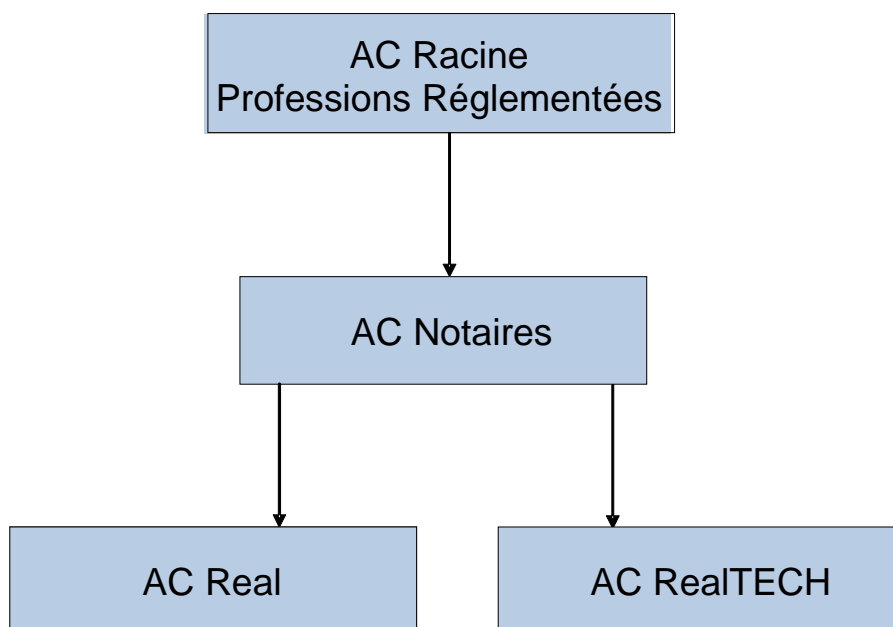 AC Racine
Professions Réglementées
AC Notaires
AC Real
AC RealTECH